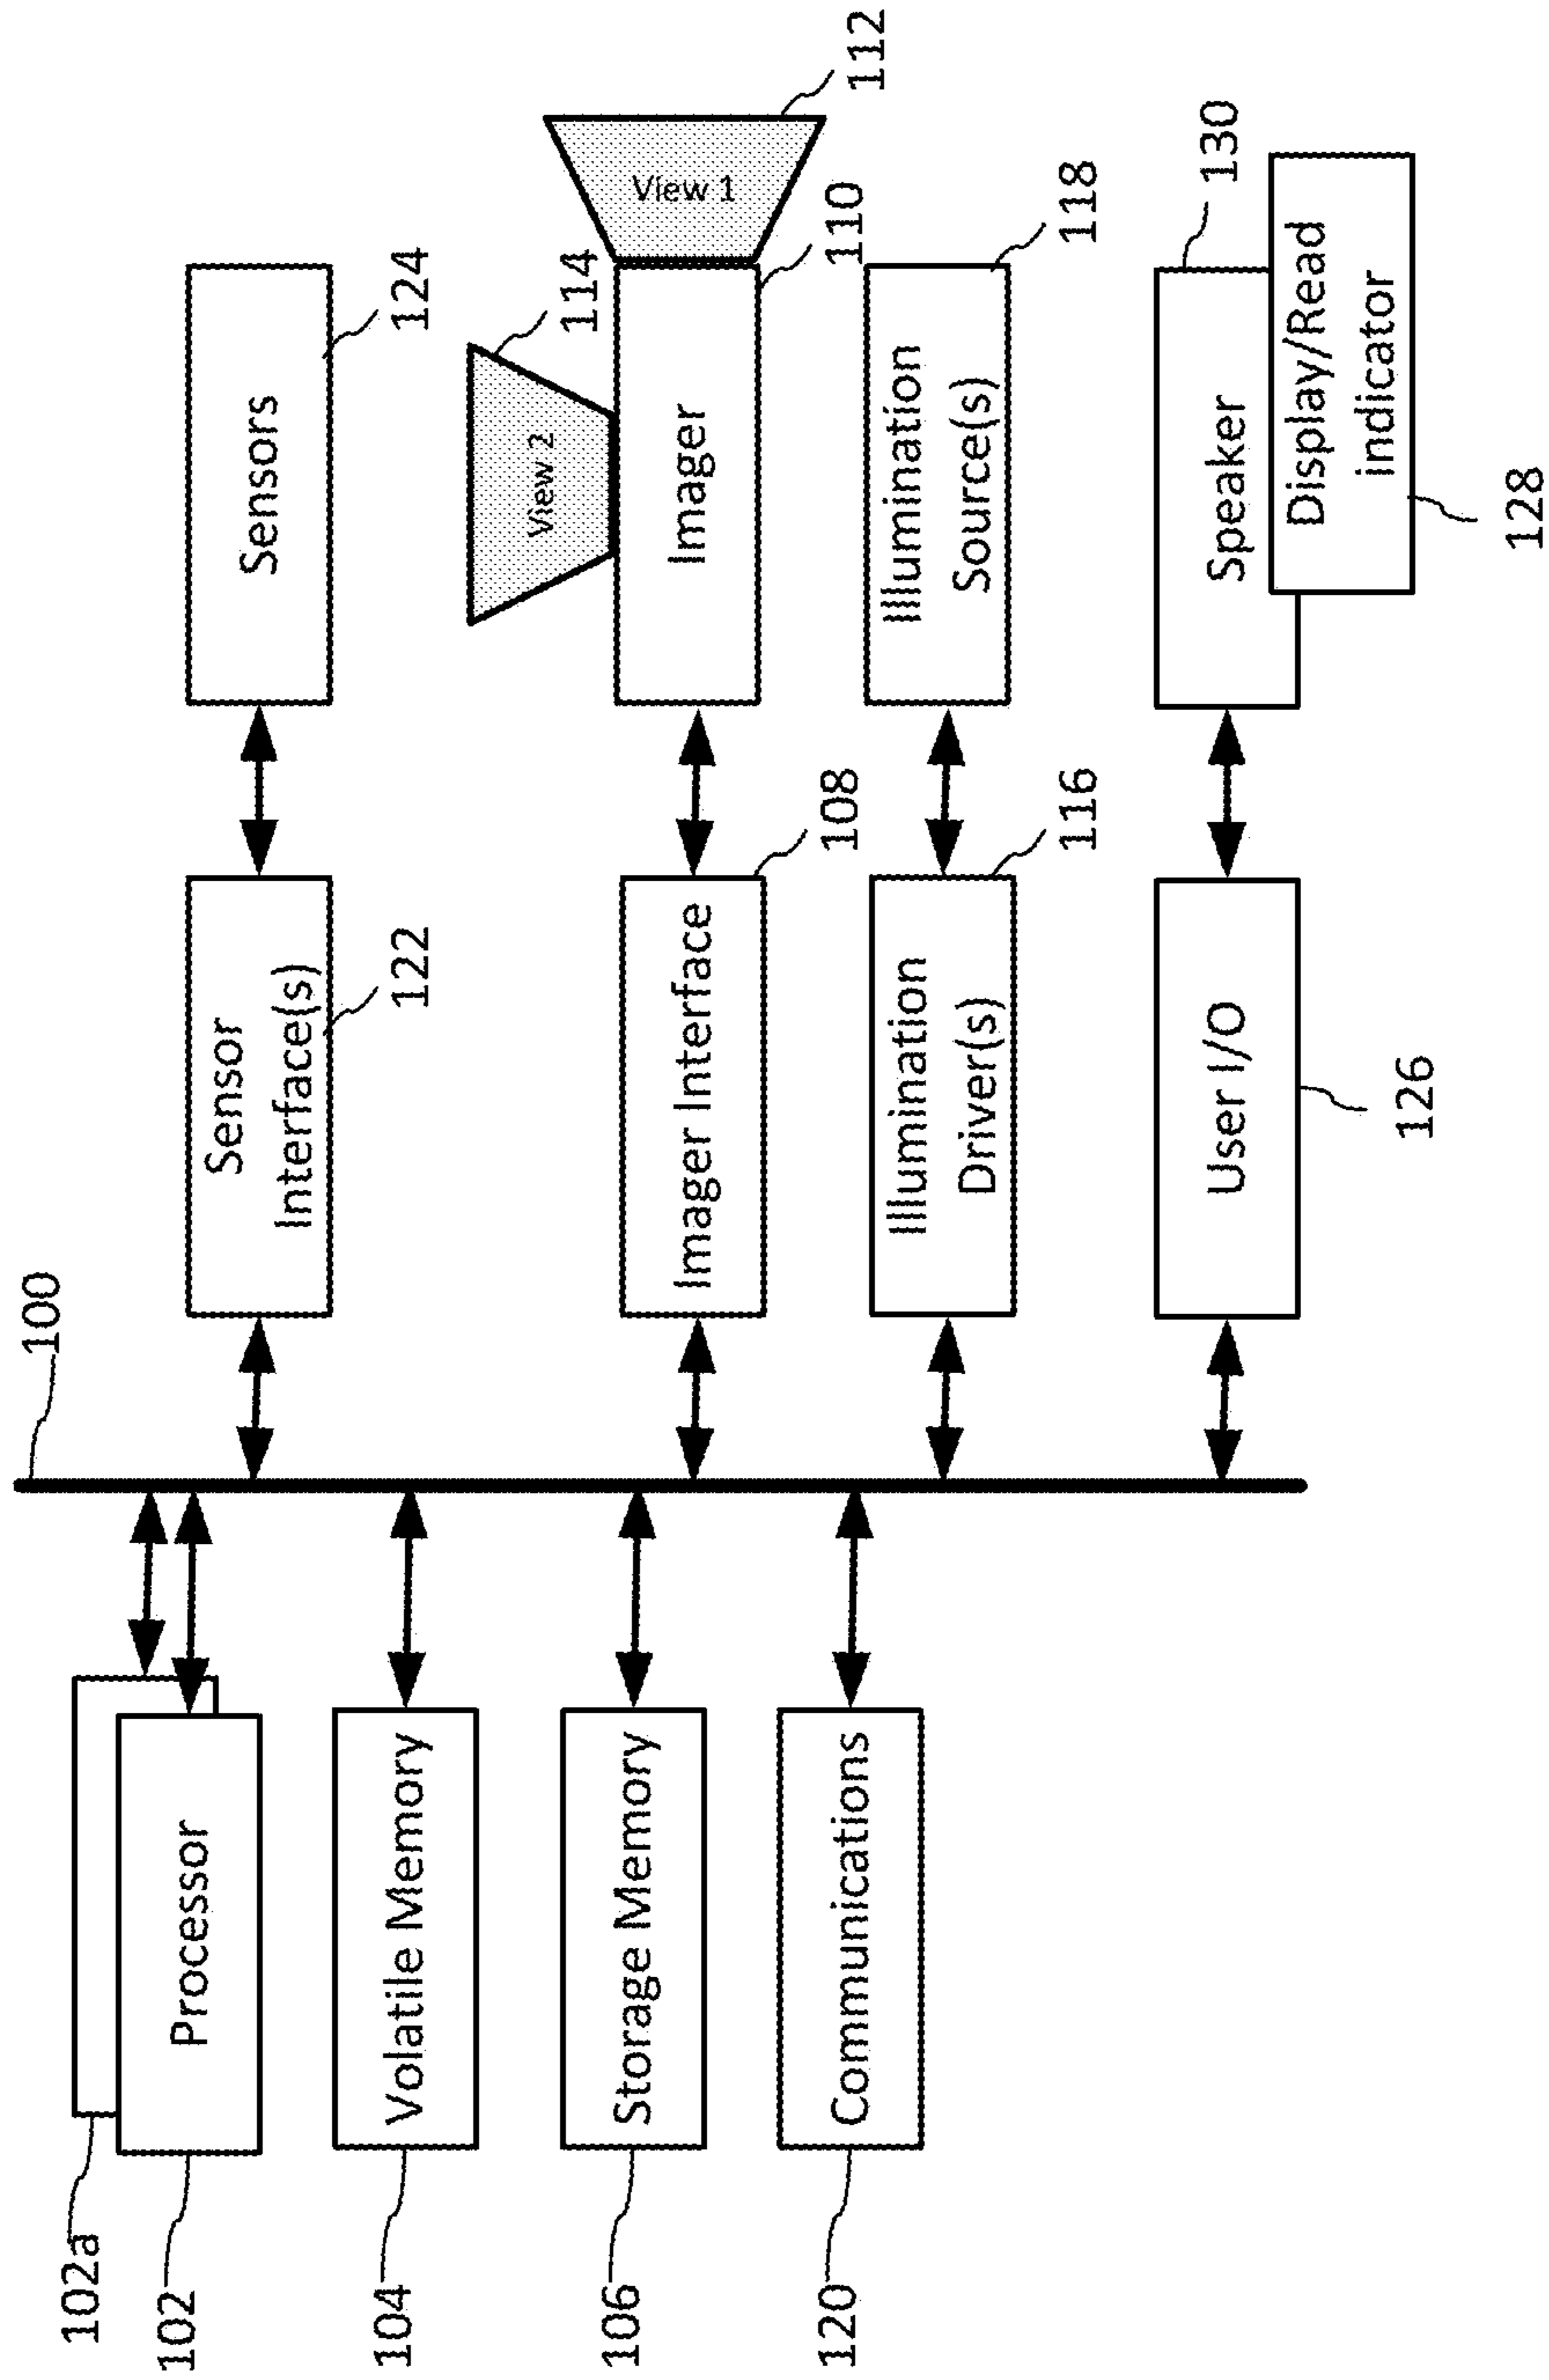 100
102a
102
Processor
104
Volatile Memory
106
Storage Memory
120
Communications
Sensor
Interface(s)
122
Sensors
124
Imager Interface
108
Imager
110
View 2
114
View 1
112
Illumination
Driver(s)
116
Illumination
Source(s)
118
User I/O
126
Speaker
130
Display/Read
indicator
128